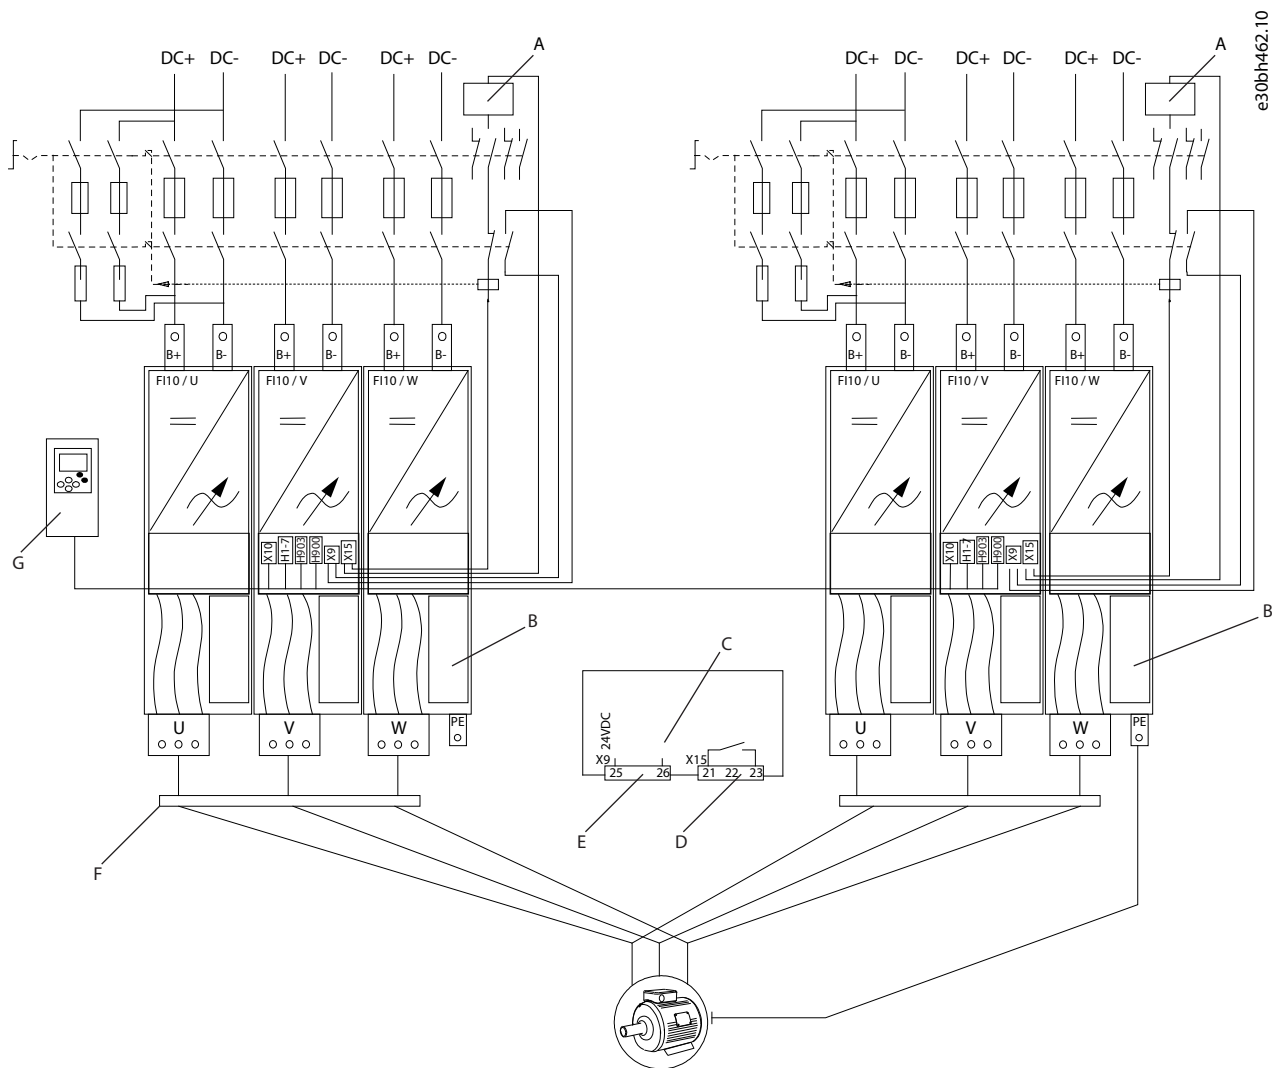 e30bh462.10
A
A
DC+ DC- DC+ DC- DC+ DC-
DC+ DC- DC+ DC- DC+ DC-
B+ B- B+ B- B+ B-
B+ B- B+ B- B+ B-
FI10 / U FI10 / V FI10 / W
FI10 / U FI10 / V FI10 / W
G
X10 H1-7 H903 H900 X9 X15
X10 H1-7 H903 H900 X9 X15
B
B
C
U V W PE
U V W PE
24VDC
X9 X15
25 26 21 22 23
E D
F